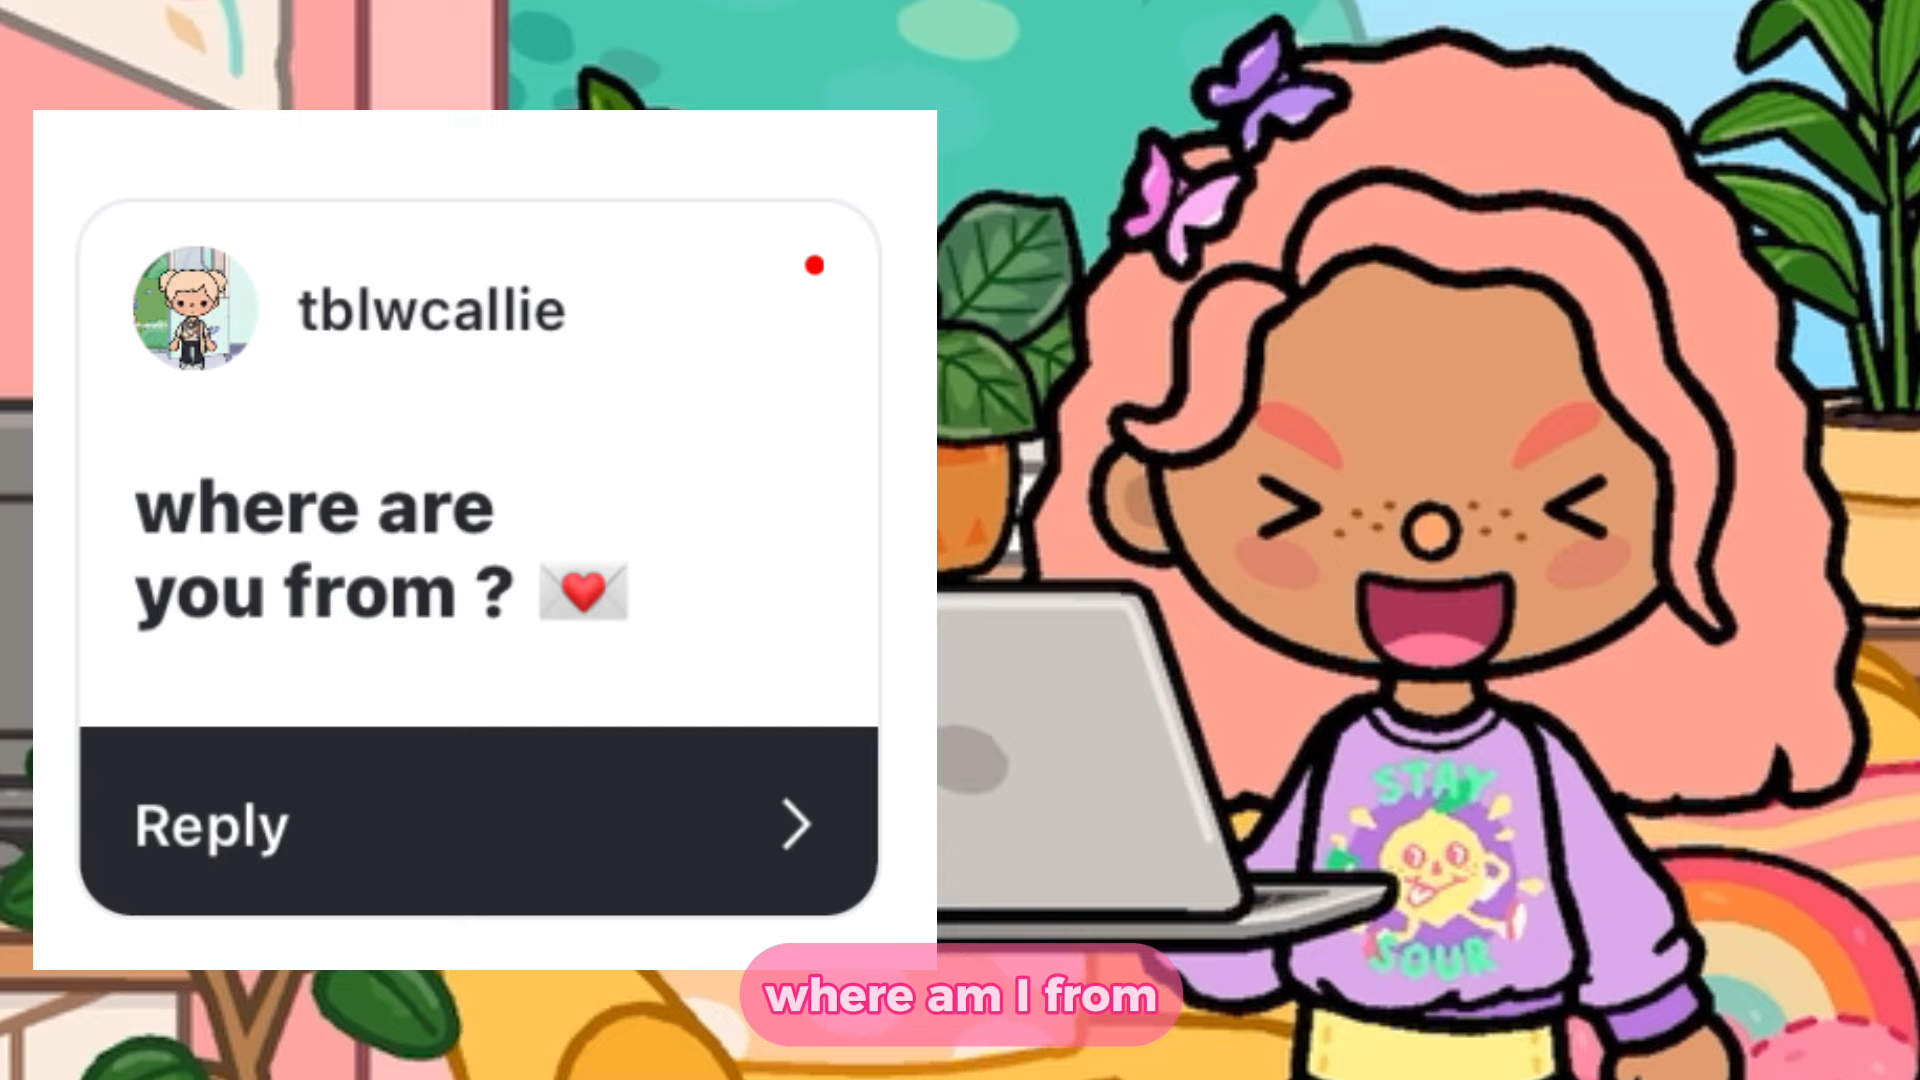 tblwcallie
where are
you from ? 💌
Reply
STAY
SOUR
where am I from